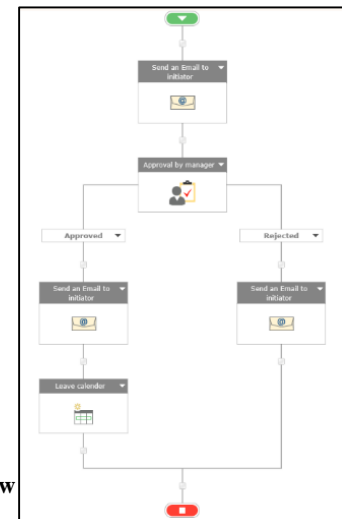 Send an Email to
initiator
Approval by manager
Approved
Rejected
Send an Email to
initiator
Send an Email to
initiator
Leave calender
w